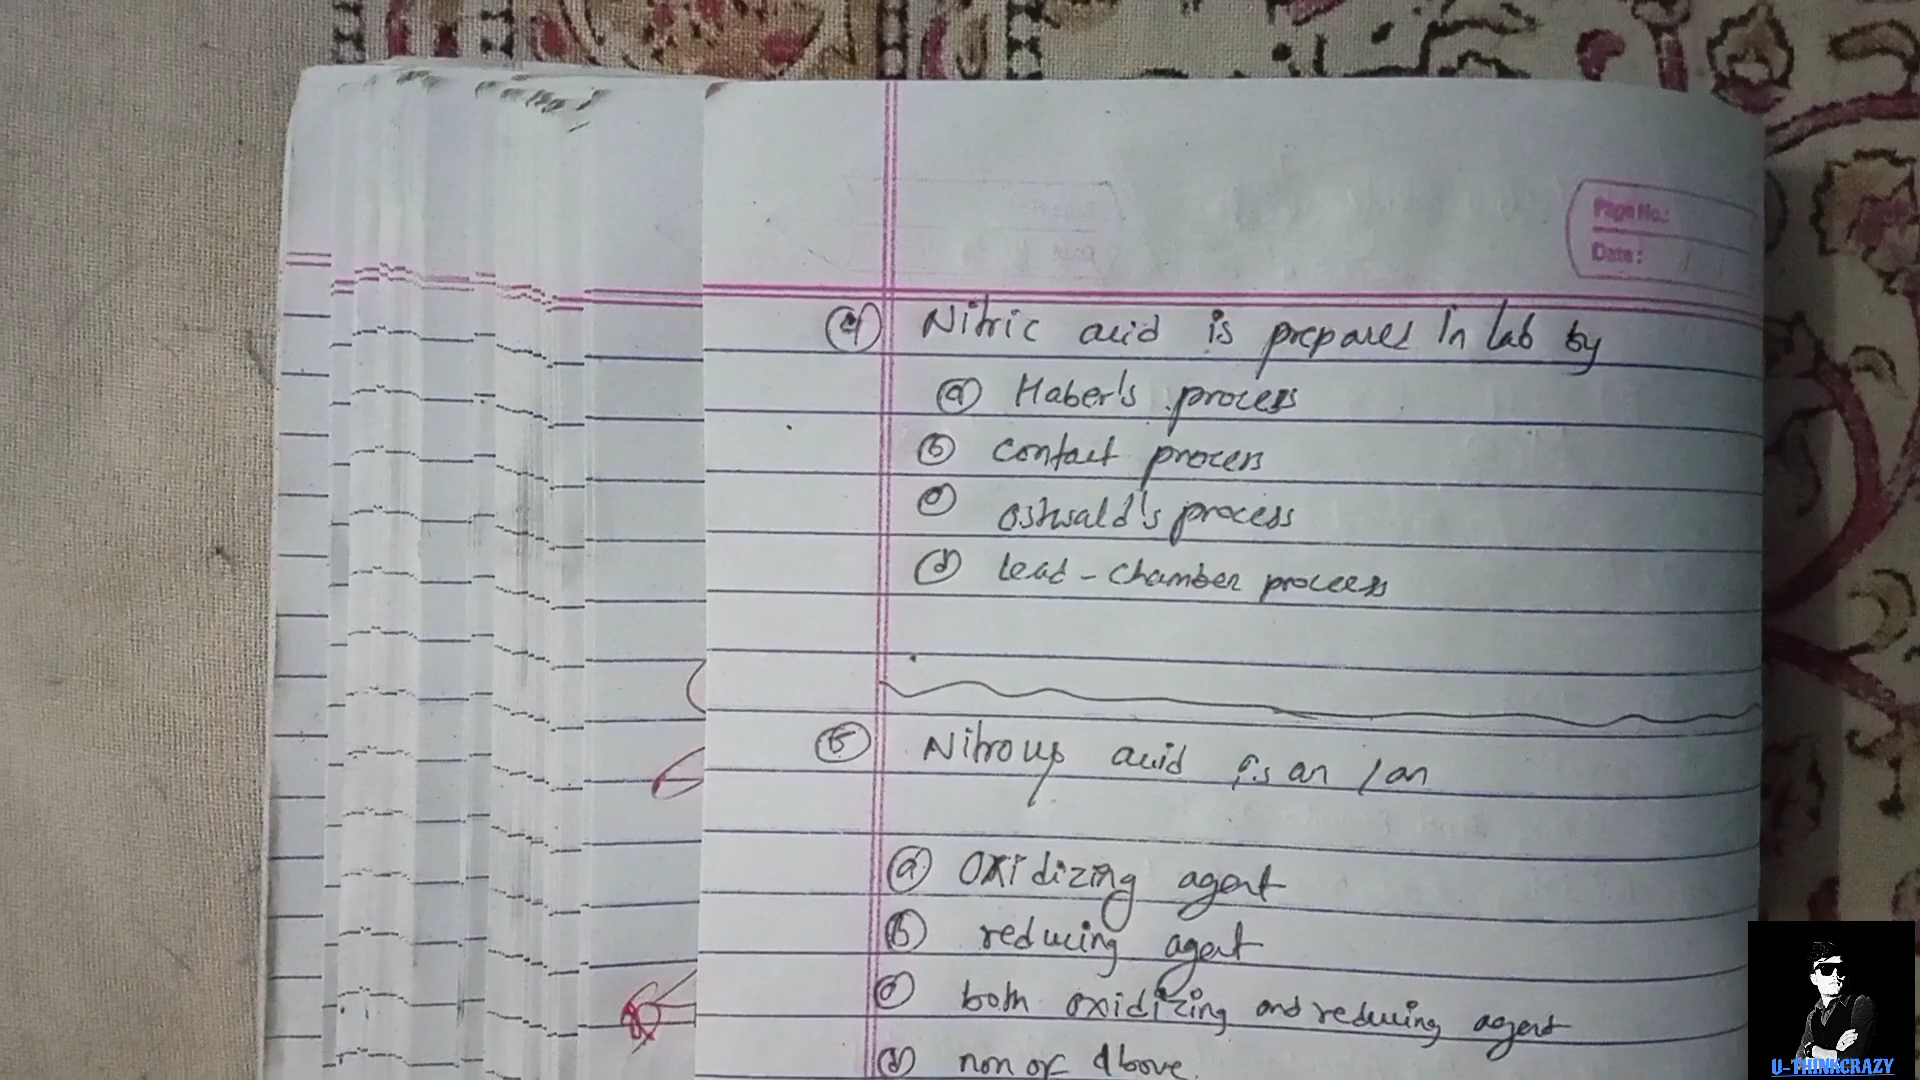 Page No.:
Date:
(4) Nitric acid is prepared in lab by
(a) Haber's process
(b) contact process
(c) ostwald's process
(d) lead - chamber process
(5) Nitrous acid is an / an
(a) oxidizing agent
(b) reducing agent
(c) both oxidizing and reducing agent
(d) non of above.
U-THINKCRAZY